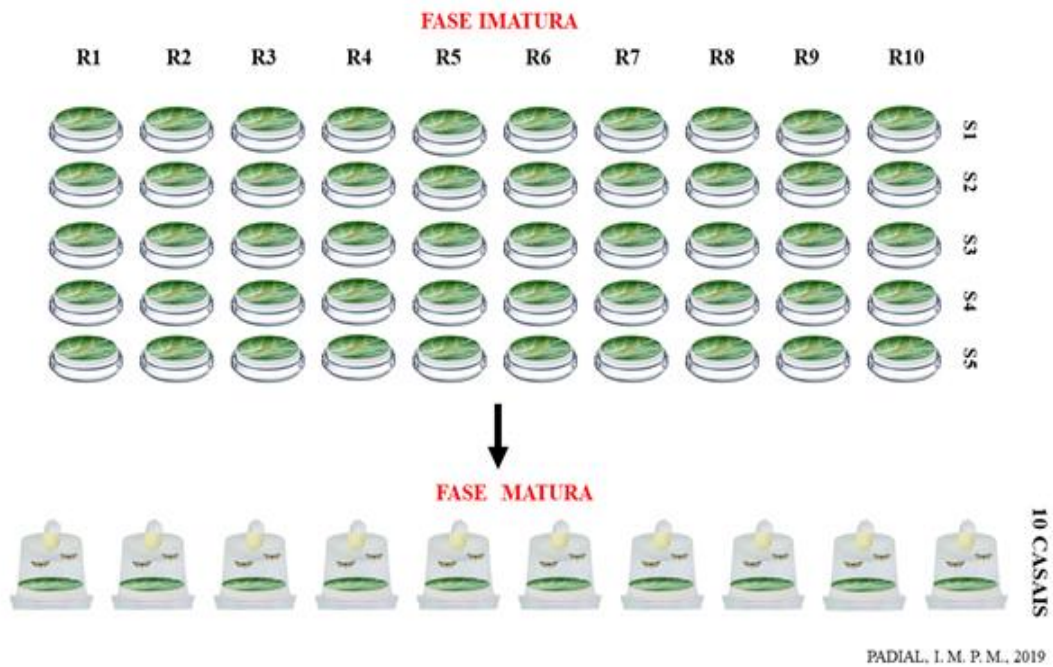 FASE IMATURA
R1 R2 R3 R4 R5 R6 R7 R8 R9 R10
S1
S2
S3
S4
S5
FASE MATURA
10 CASAIS
PADIAL, I. M. P. M., 2019